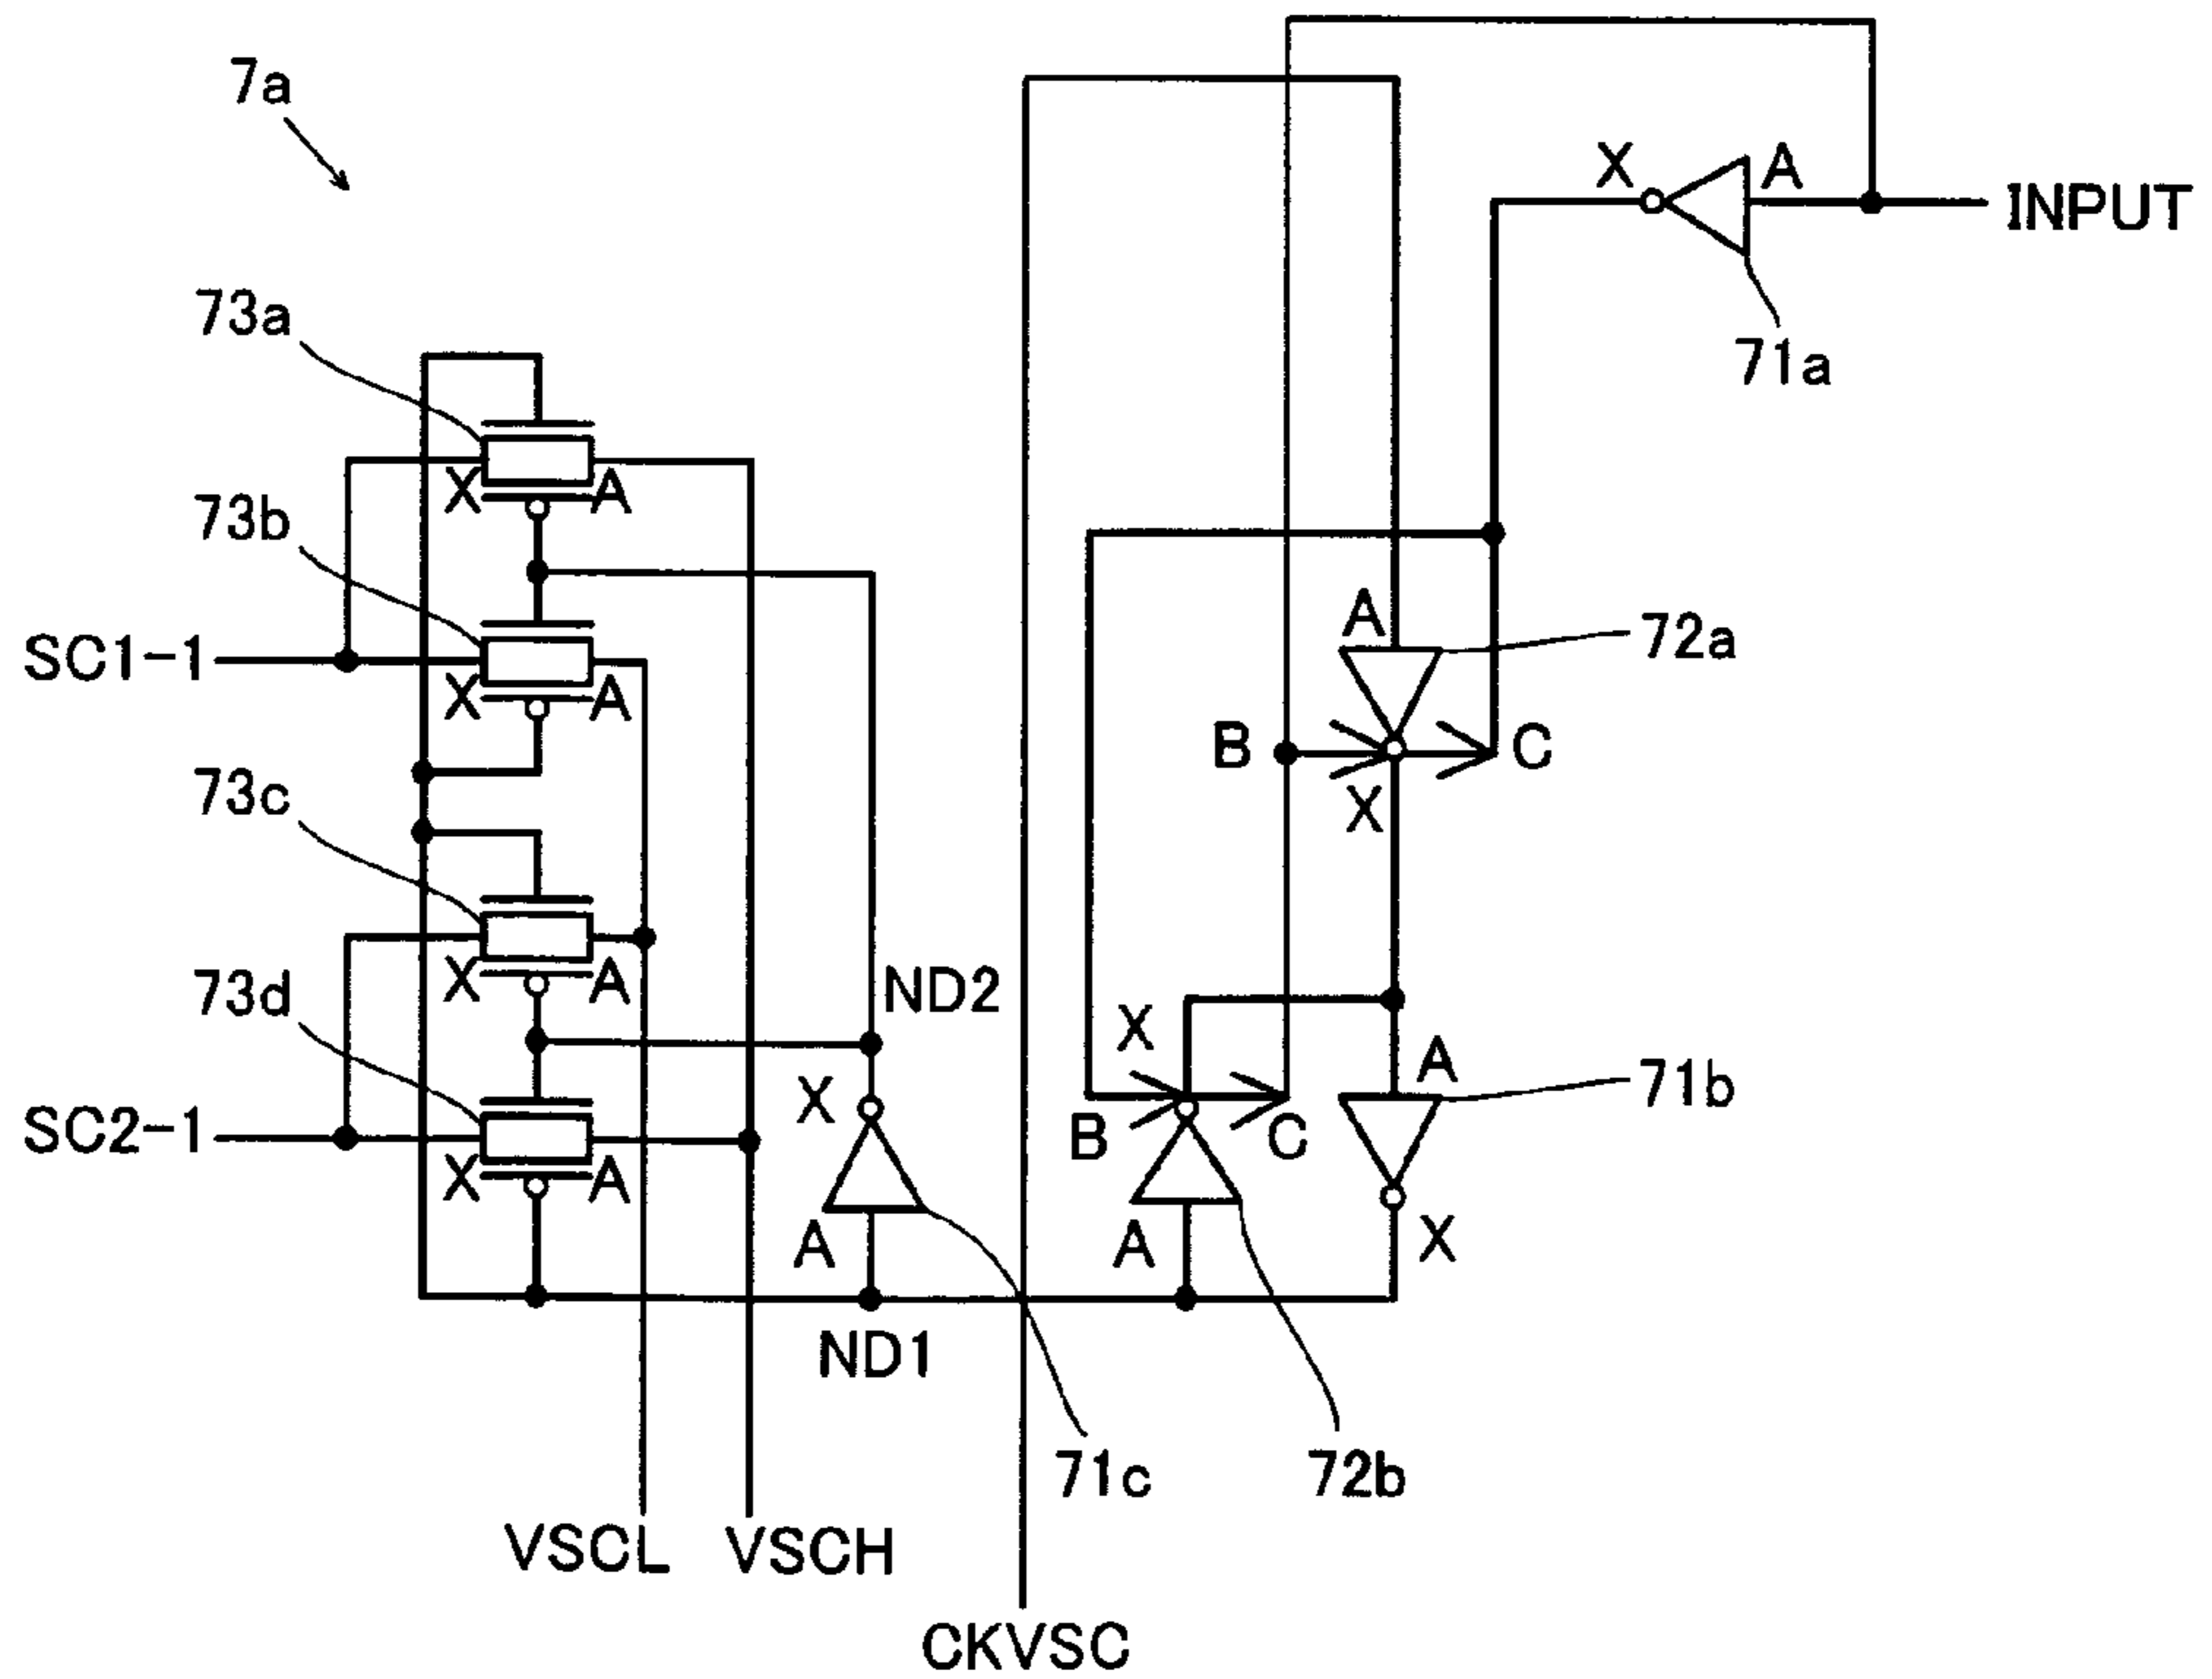 7a
X A
INPUT
71a
73a
X A
73b
SC1-1
X A
A
72a
B C
X
73c
X A
73d
ND2
X
A
71b
SC2-1
X
B C
X A
A
A
X
ND1
71c
72b
VSCL
VSCH
CKVSC